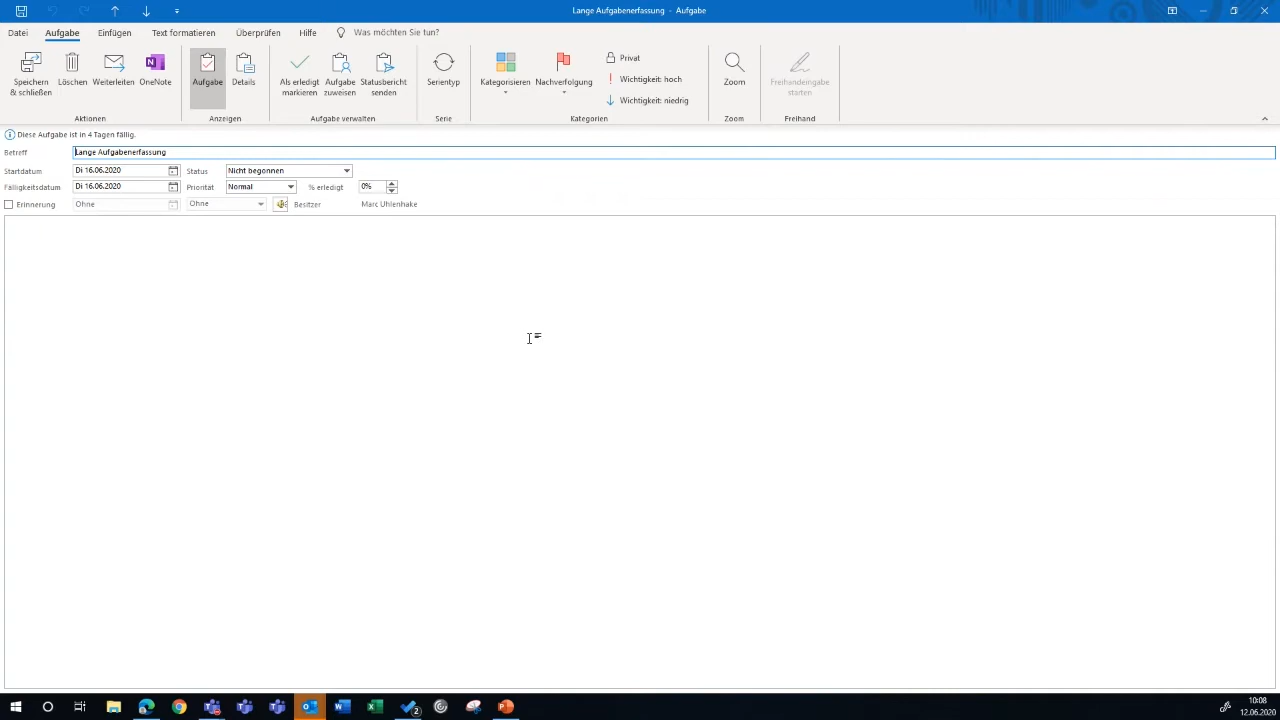 Lange Aufgabenerfassung - Aufgabe
Datei Aufgabe Einfügen Text formatieren Überprüfen Hilfe Was möchten Sie tun?
Speichern & schließen
Löschen
Weiterleiten
OneNote
Aktionen
Aufgabe
Details
Anzeigen
Als erledigt markieren
Aufgabe zuweisen
Statusbericht senden
Aufgabe verwalten
Serientyp
Serie
Kategorisieren
Nachverfolgung
Privat
Wichtigkeit: hoch
Wichtigkeit: niedrig
Kategorien
Zoom
Zoom
Freihandeingabe starten
Freihand
Diese Aufgabe ist in 4 Tagen fällig.
Betreff Lange Aufgabenerfassung
Startdatum Di 16.06.2020 Status Nicht begonnen
Fälligkeitsdatum Di 16.06.2020 Priorität Normal % erledigt 0%
Erinnerung Ohne Ohne Besitzer Marc Uhlenhake
2
10:08
12.06.2020